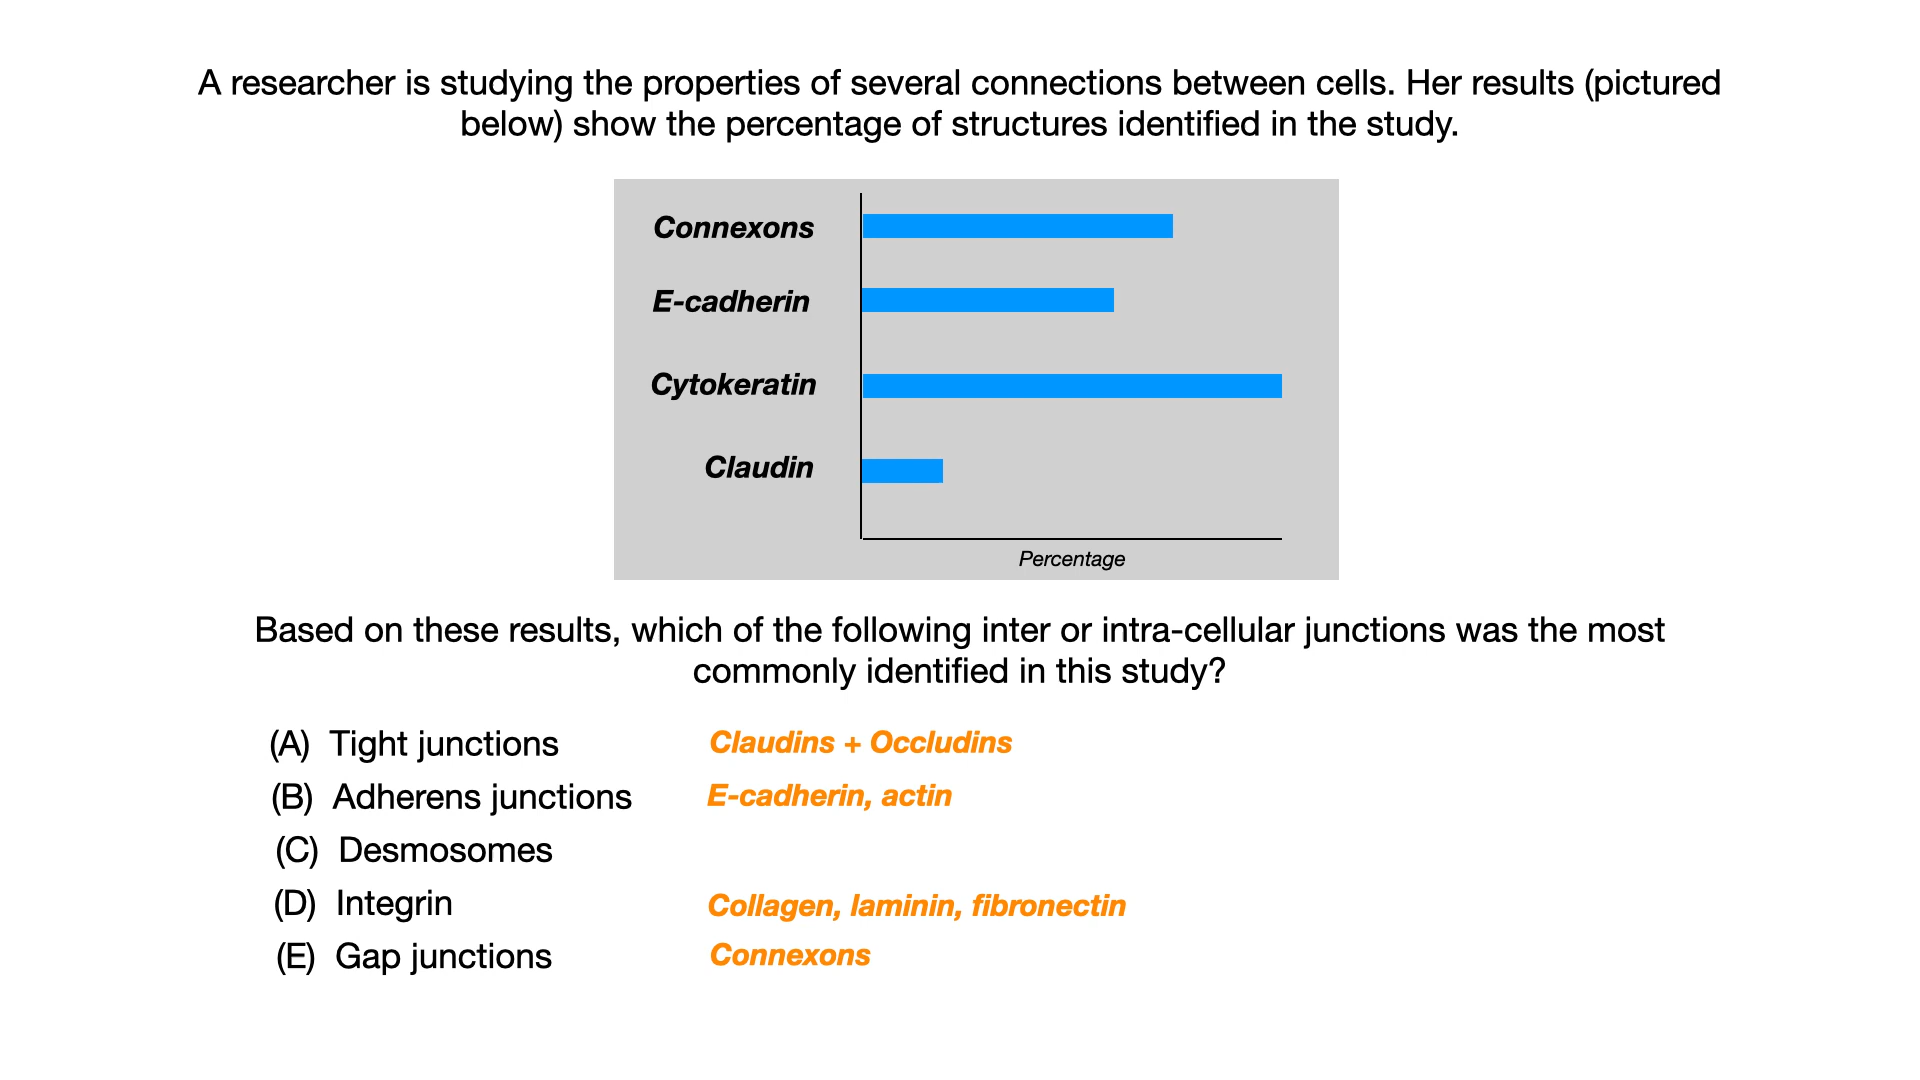 A researcher is studying the properties of several connections between cells. Her results (pictured
below) show the percentage of structures identified in the study.
Connexons
E-cadherin
Cytokeratin
Claudin
Percentage
Based on these results, which of the following inter or intra-cellular junctions was the most
commonly identified in this study?
(A) Tight junctions Claudins + Occludins
(B) Adherens junctions E-cadherin, actin
(C) Desmosomes
(D) Integrin Collagen, laminin, fibronectin
(E) Gap junctions Connexons